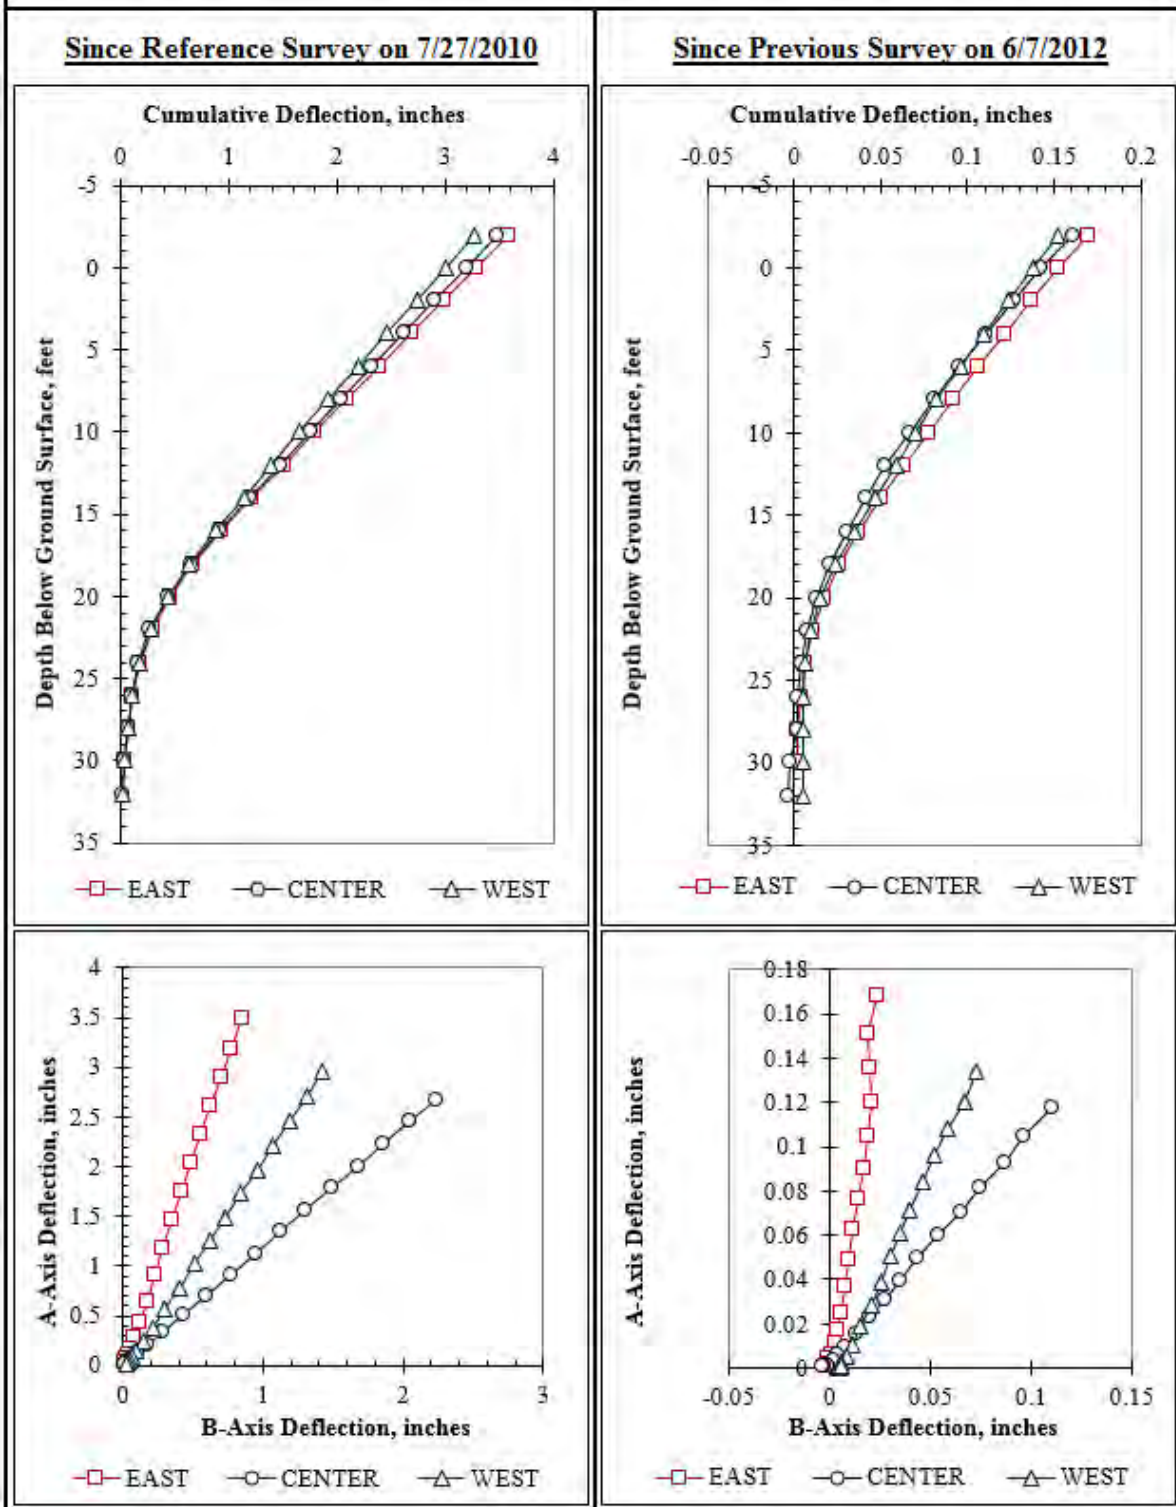 Since Reference Survey on 7/27/2010
Cumulative Deflection, inches
0 1 2 3 4
-5
0
5
10
15
20
25
30
35
Depth Below Ground Surface, feet
EAST CENTER WEST
Since Previous Survey on 6/7/2012
Cumulative Deflection, inches
-0.05 0 0.05 0.1 0.15 0.2
-5
0
5
10
15
20
25
30
35
Depth Below Ground Surface, feet
EAST CENTER WEST
4
3.5
3
2.5
2
1.5
1
0.5
0
A-Axis Deflection, inches
0 1 2 3
B-Axis Deflection, inches
EAST CENTER WEST
0.18
0.16
0.14
0.12
0.1
0.08
0.06
0.04
0.02
0
A-Axis Deflection, inches
-0.05 0 0.05 0.1 0.15
B-Axis Deflection, inches
EAST CENTER WEST